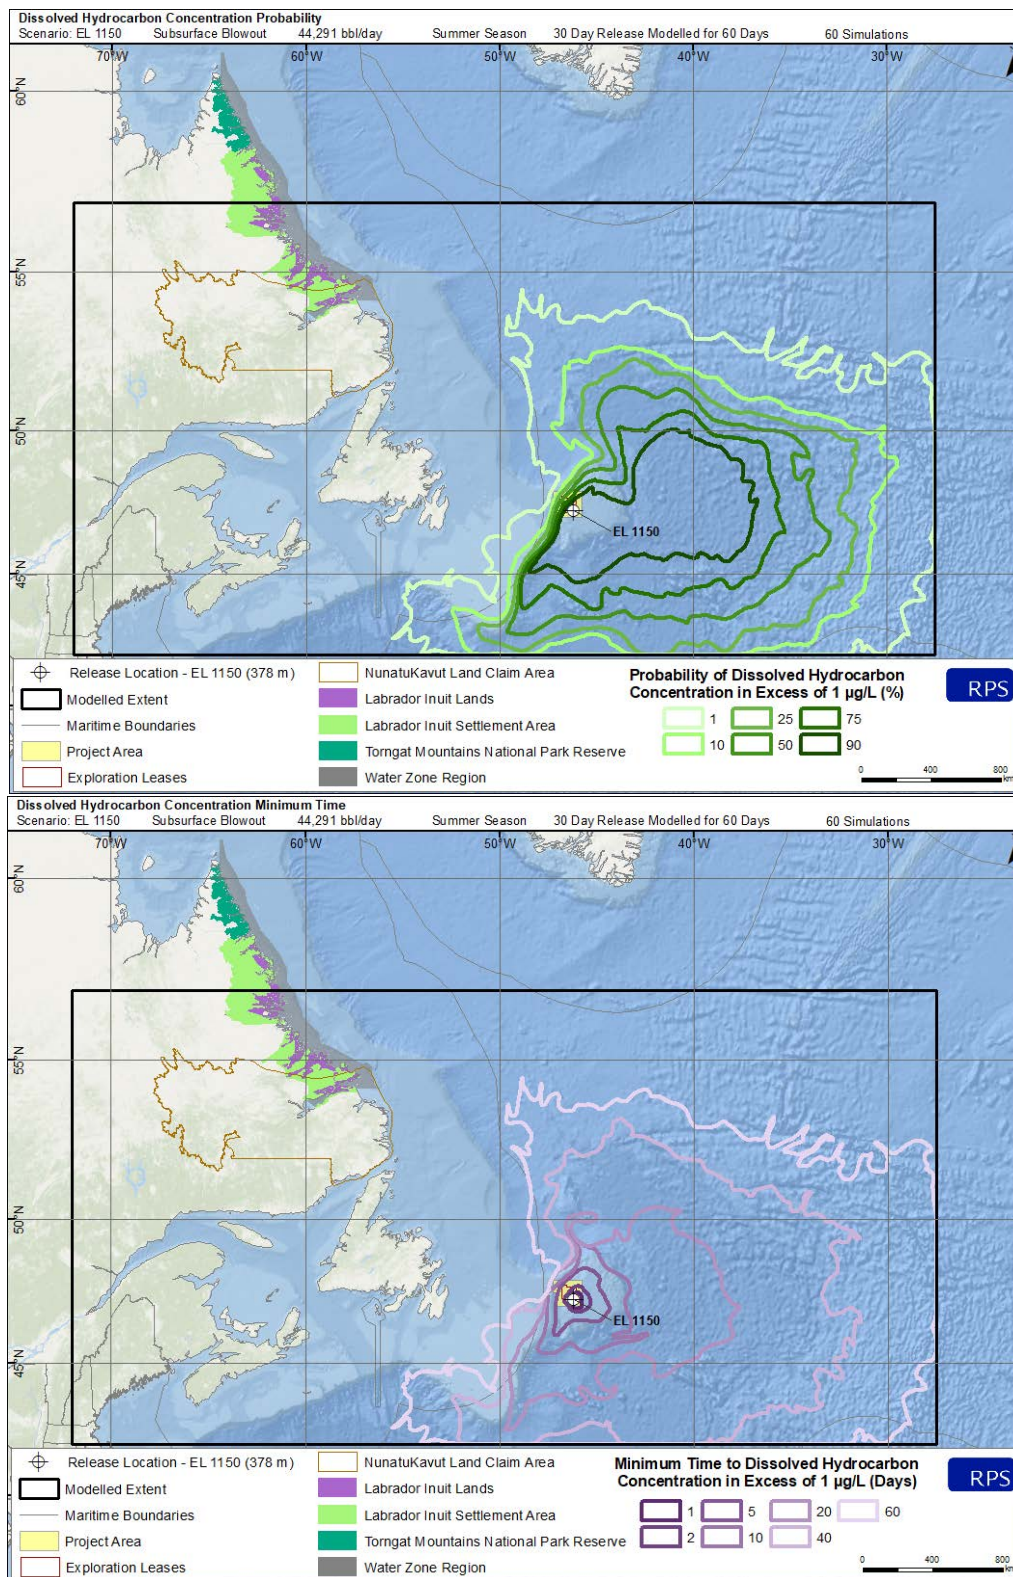 Dissolved Hydrocarbon Concentration Probability
Scenario: EL 1150 Subsurface Blowout 44,291 bbl/day Summer Season 30 Day Release Modelled for 60 Days 60 Simulations
70°W 60°W 50°W 40°W 30°W
60°N
55°N
50°N
EL 1150
45°N
Release Location - EL 1150 (378 m)
Modelled Extent
Maritime Boundaries
Project Area
Exploration Leases
NunatuKavut Land Claim Area
Labrador Inuit Lands
Labrador Inuit Settlement Area
Torngat Mountains National Park Reserve
Water Zone Region
Probability of Dissolved Hydrocarbon
Concentration in Excess of 1 µg/L (%)
1 25 75
10 50 90
RPS
0 400 800
km
Dissolved Hydrocarbon Concentration Minimum Time
Scenario: EL 1150 Subsurface Blowout 44,291 bbl/day Summer Season 30 Day Release Modelled for 60 Days 60 Simulations
70°W 60°W 50°W 40°W 30°W
60°N
55°N
50°N
EL 1150
45°N
Release Location - EL 1150 (378 m)
Modelled Extent
Maritime Boundaries
Project Area
Exploration Leases
NunatuKavut Land Claim Area
Labrador Inuit Lands
Labrador Inuit Settlement Area
Torngat Mountains National Park Reserve
Water Zone Region
Minimum Time to Dissolved Hydrocarbon
Concentration in Excess of 1 µg/L (Days)
1 5 20 60
2 10 40
RPS
0 400 800
km